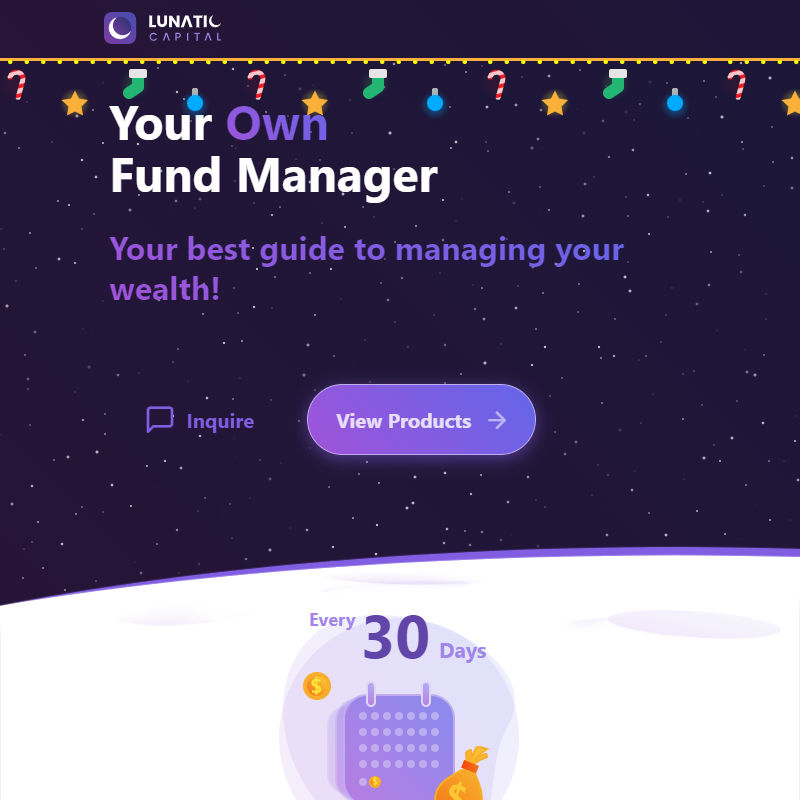 LUNATIC
CAPITAL
Your Own
Fund Manager
Your best guide to managing your
wealth!
Inquire
View Products
Every 30 Days